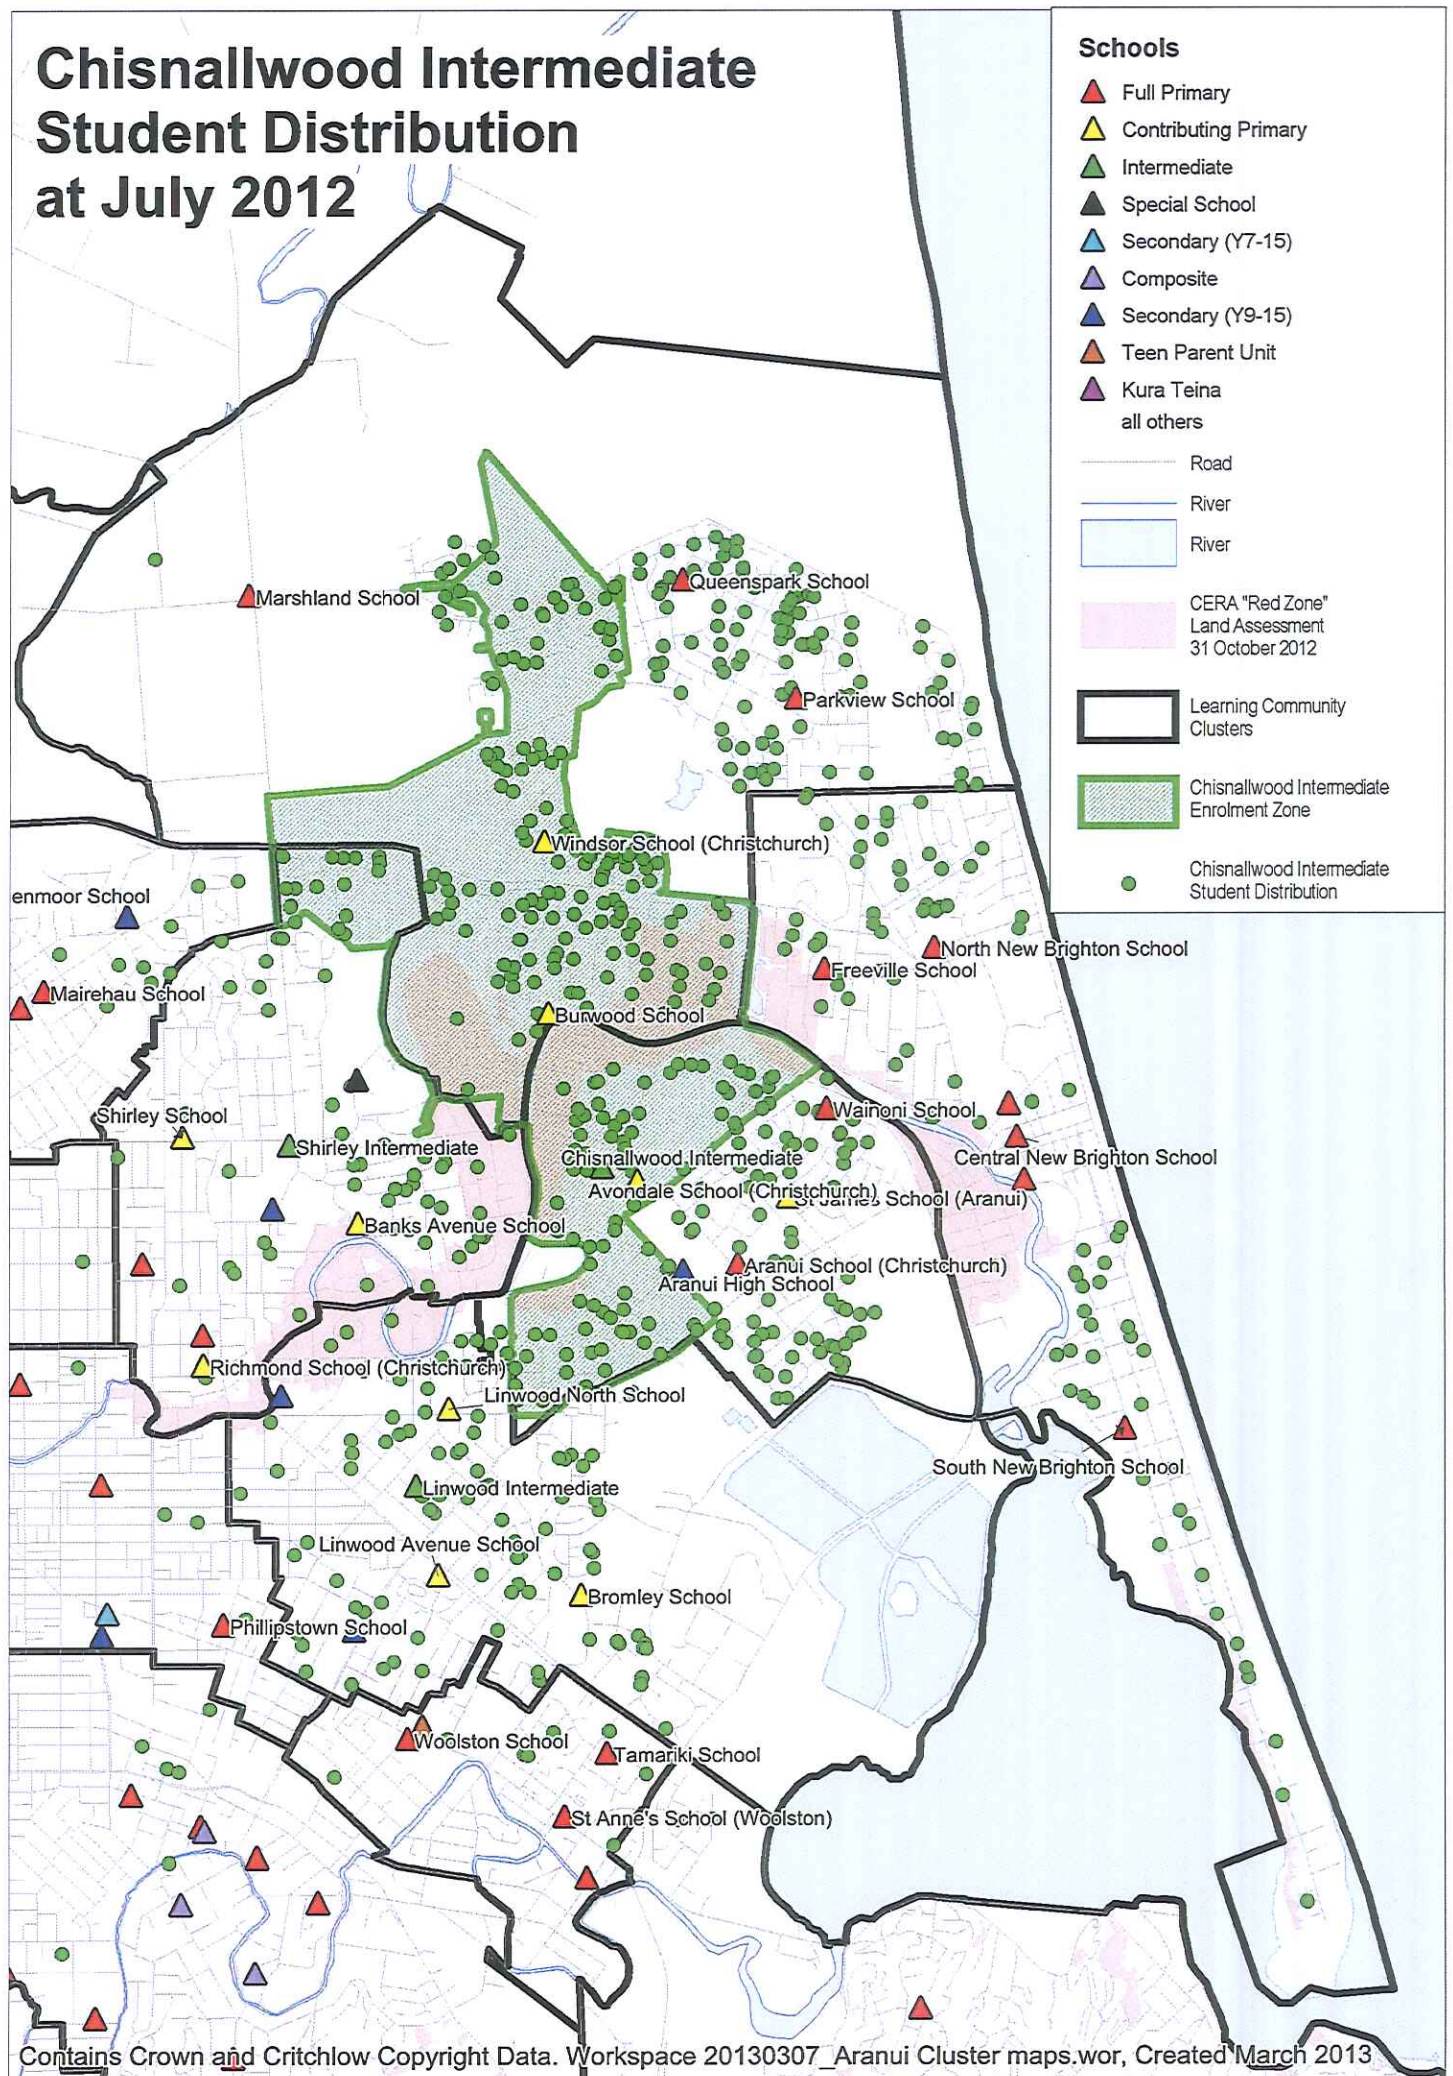 Chisnallwood Intermediate
Student Distribution
at July 2012
Schools
Full Primary
Contributing Primary
Intermediate
Special School
Secondary (Y7-15)
Composite
Secondary (Y9-15)
Teen Parent Unit
Kura Teina
all others
Road
River
River
CERA "Red Zone"
Land Assessment
31 October 2012
Learning Community
Clusters
Chisnallwood Intermediate
Enrolment Zone
Chisnallwood Intermediate
Student Distribution
Queenspark School
Marshland School
Parkview School
Windsor School (Christchurch)
enmoor School
North New Brighton School
Freeville School
Mairehau School
Burwood School
Wainoni School
Shirley School
Shirley Intermediate
Chisnallwood Intermediate
Central New Brighton School
Avondale School (Christchurch)
St James School (Aranui)
Banks Avenue School
Aranui School (Christchurch)
Aranui High School
Richmond School (Christchurch)
Linwood North School
South New Brighton School
Linwood Intermediate
Linwood Avenue School
Bromley School
Phillipstown School
Woolston School
Tamariki School
St Anne's School (Woolston)
Contains Crown and Critchlow Copyright Data. Workspace 20130307_Aranui Cluster maps.wor, Created March 2013